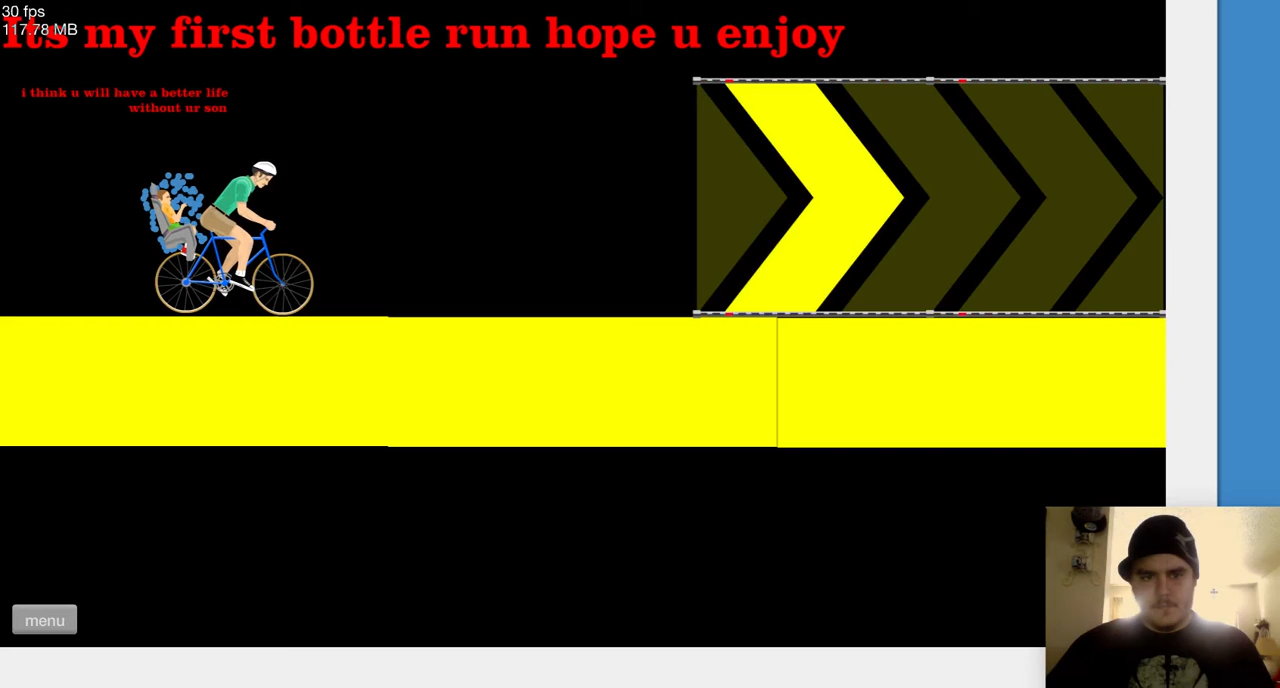 30 fps
117.78 MB
Its my first bottle run hope u enjoy
i think u will have a better life
without ur son
menu